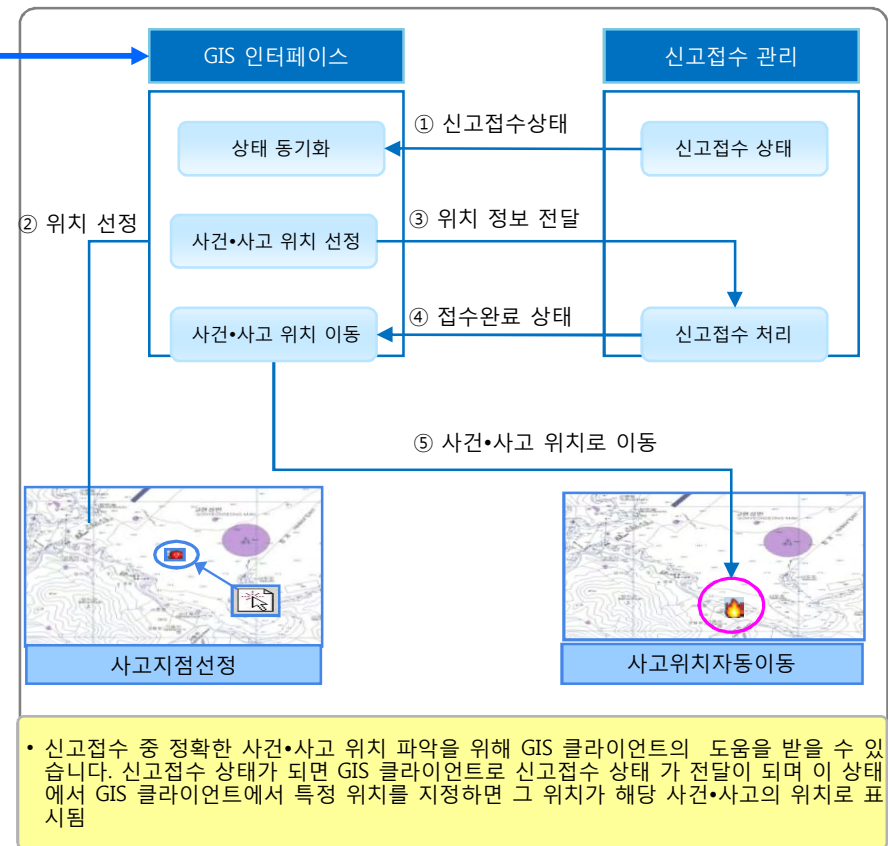 GIS 인터페이스
신고접수 관리
① 신고접수상태
상태 동기화
신고접수 상태
② 위치 선정
③ 위치 정보 전달
사건•사고 위치 선정
④ 접수완료 상태
사건•사고 위치 이동
신고접수 처리
⑤ 사건•사고 위치로 이동
사고지점선정
사고위치자동이동
• 신고접수 중 정확한 사건•사고 위치 파악을 위해 GIS 클라이언트의 도움을 받을 수 있
습니다. 신고접수 상태가 되면 GIS 클라이언트로 신고접수 상태 가 전달이 되며 이 상태
에서 GIS 클라이언트에서 특정 위치를 지정하면 그 위치가 해당 사건•사고의 위치로 표
시됨